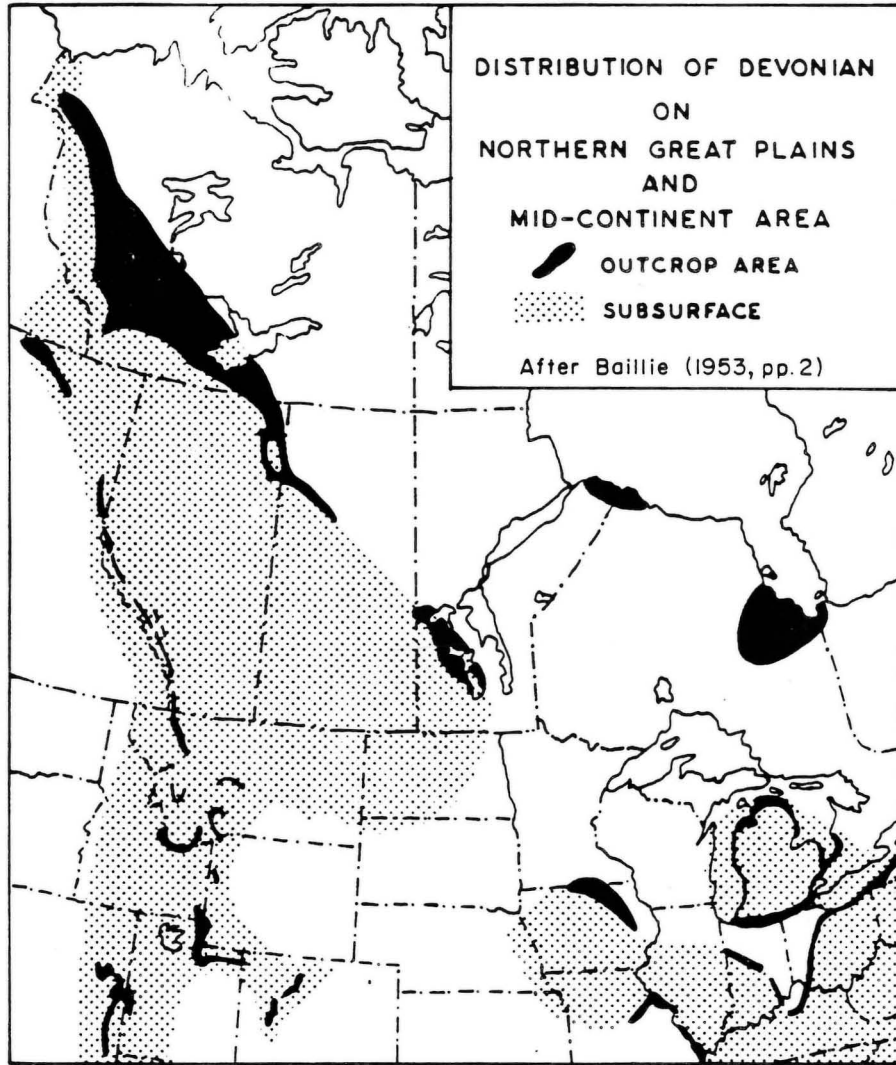 DISTRIBUTION OF DEVONIAN
ON
NORTHERN GREAT PLAINS
AND
MID-CONTINENT AREA
OUTCROP AREA
SUBSURFACE
After Baillie (1953, pp. 2)